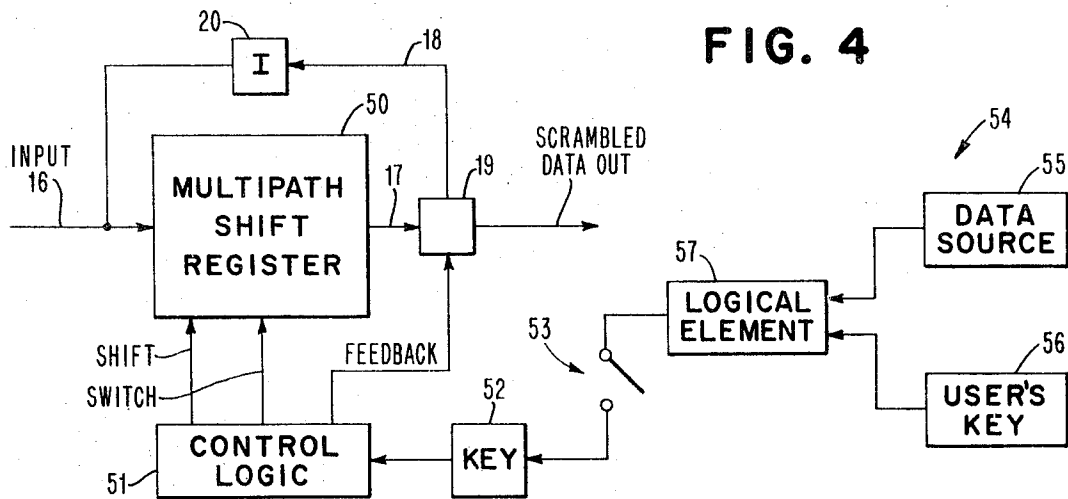 FIG. 4
20
I
18
50
INPUT
16
MULTIPATH
SHIFT
REGISTER
17
19
SCRAMBLED
DATA OUT
54
55
DATA
SOURCE
57
LOGICAL
ELEMENT
53
56
USER'S
KEY
SHIFT
SWITCH
FEEDBACK
52
KEY
51
CONTROL
LOGIC